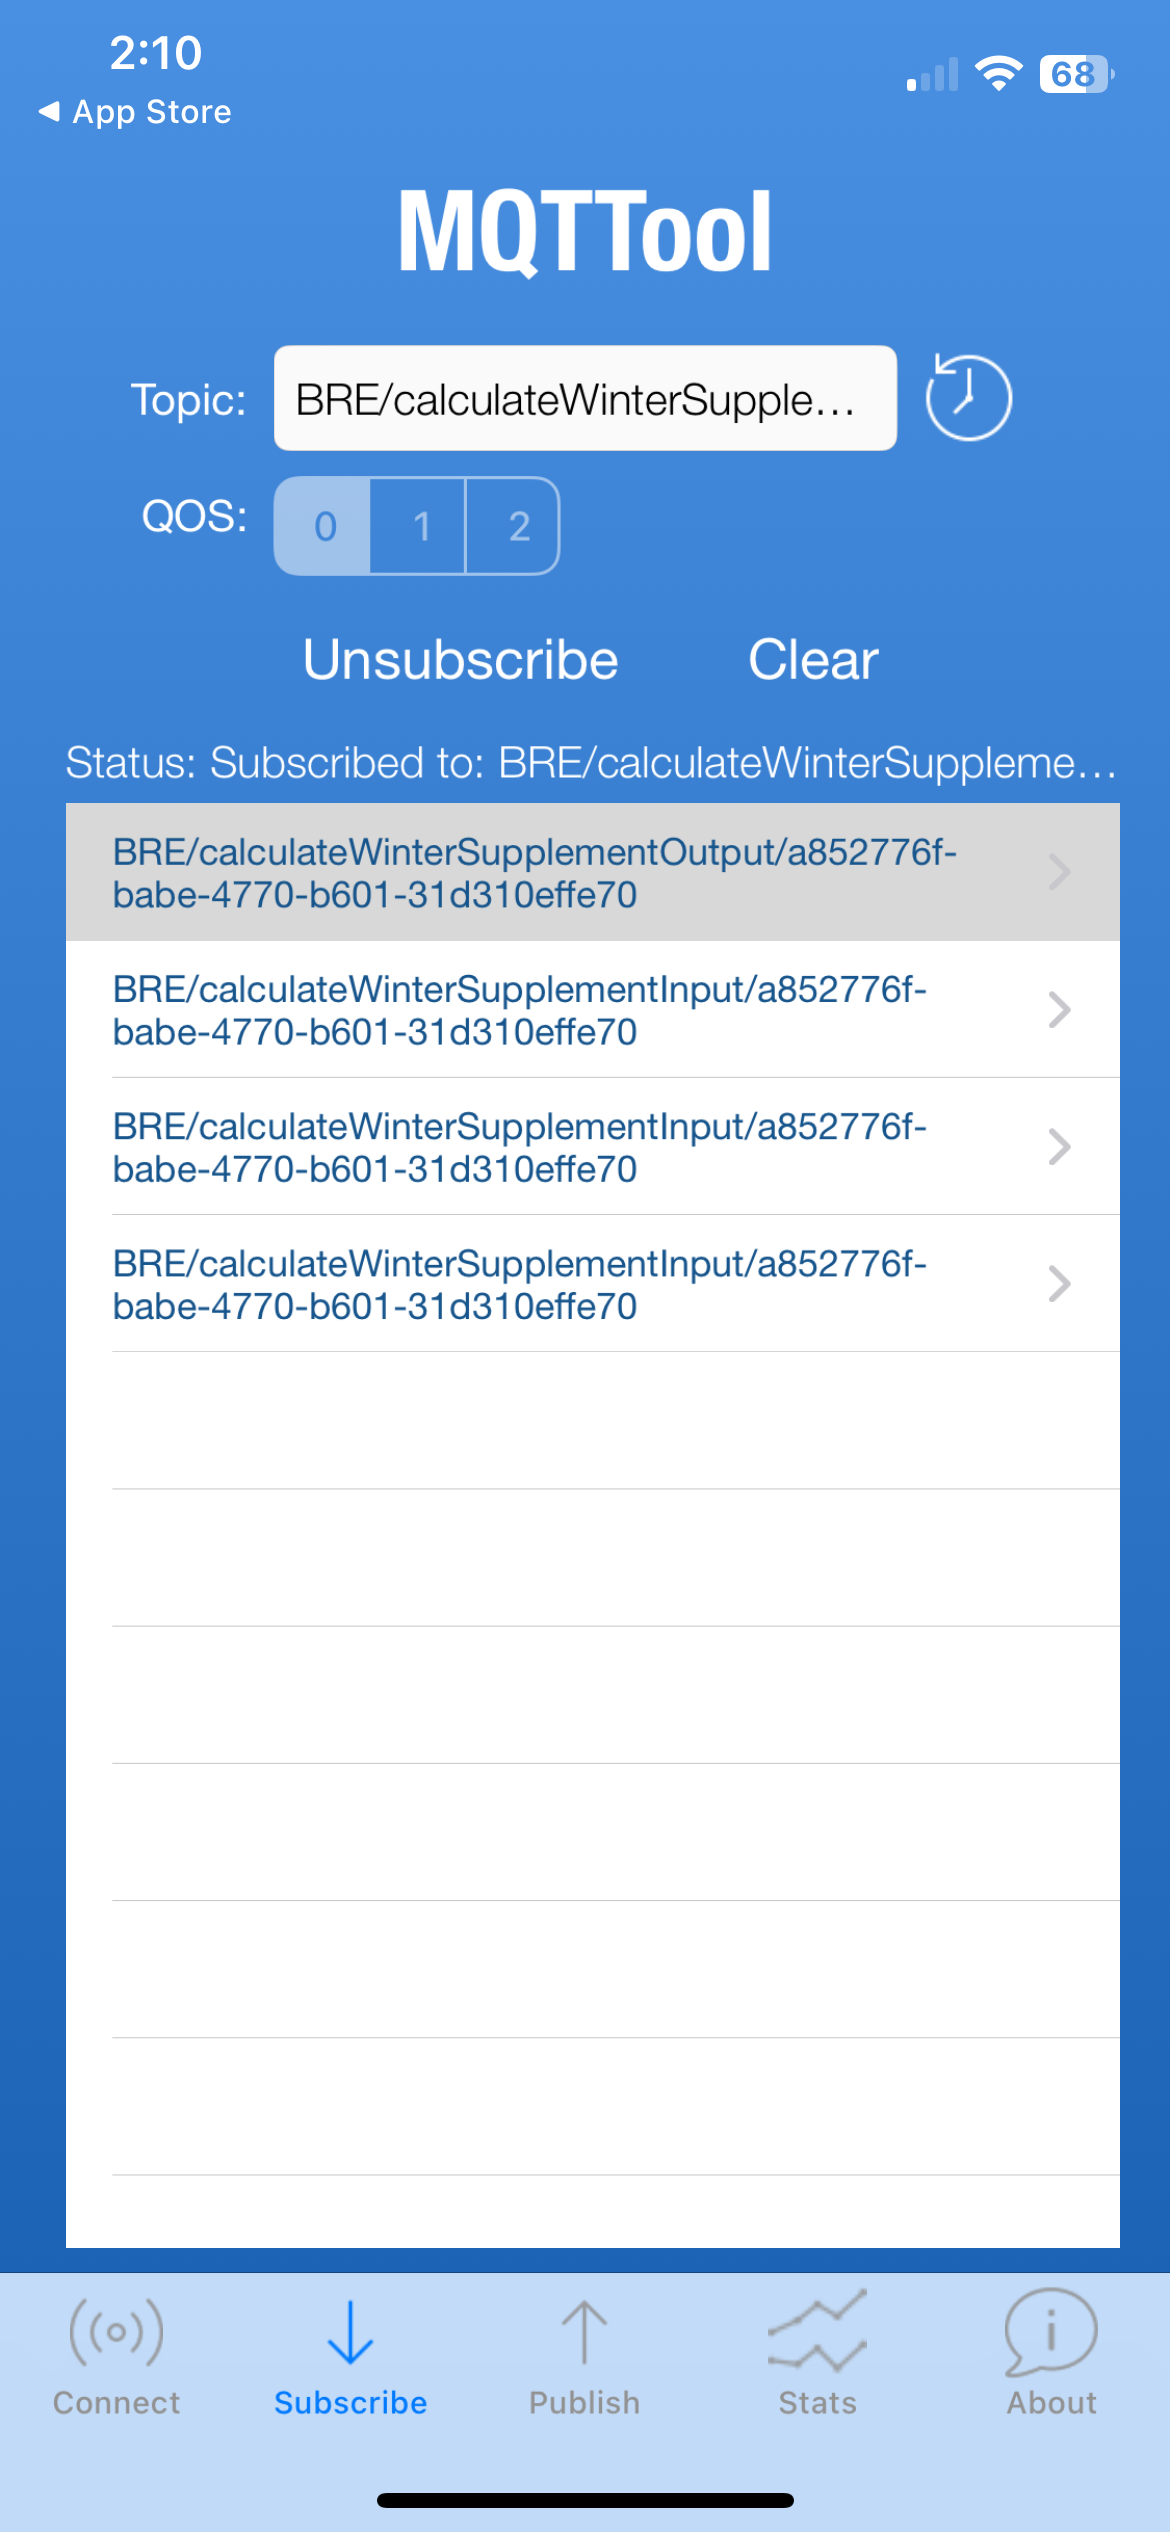 2:10
68
◀ App Store
MQTTool
Topic: BRE/calculateWinterSupple...
QOS: 0 1 2
Unsubscribe Clear
Status: Subscribed to: BRE/calculateWinterSuppleme...
BRE/calculateWinterSupplementOutput/a852776f-
babe-4770-b601-31d310effe70
BRE/calculateWinterSupplementInput/a852776f-
babe-4770-b601-31d310effe70
BRE/calculateWinterSupplementInput/a852776f-
babe-4770-b601-31d310effe70
BRE/calculateWinterSupplementInput/a852776f-
babe-4770-b601-31d310effe70
Connect Subscribe Publish Stats About